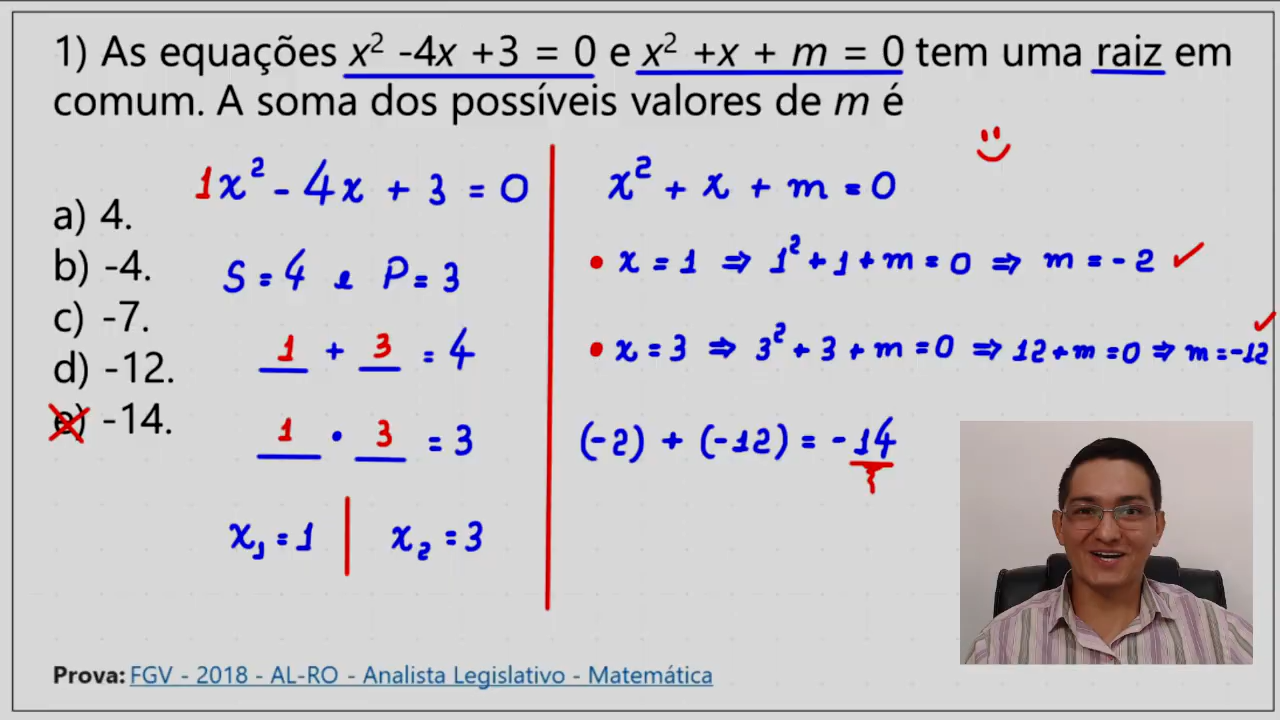 1) As equações x² -4x +3 = 0 e x² +x + m = 0 tem uma raiz em
comum. A soma dos possíveis valores de m é
a) 4.
b) -4.
c) -7.
d) -12.
e) -14.
1x² - 4x + 3 = 0
S = 4 e P = 3
1 + 3 = 4
1 • 3 = 3
x₁ = 1 | x₂ = 3
x² + x + m = 0
• x = 1 ⇒ 1² + 1 + m = 0 ⇒ m = -2 ✓
• x = 3 ⇒ 3² + 3 + m = 0 ⇒ 12 + m = 0 ⇒ m = -12 ✓
(-2) + (-12) = -14
Prova: FGV - 2018 - AL-RO - Analista Legislativo - Matemática